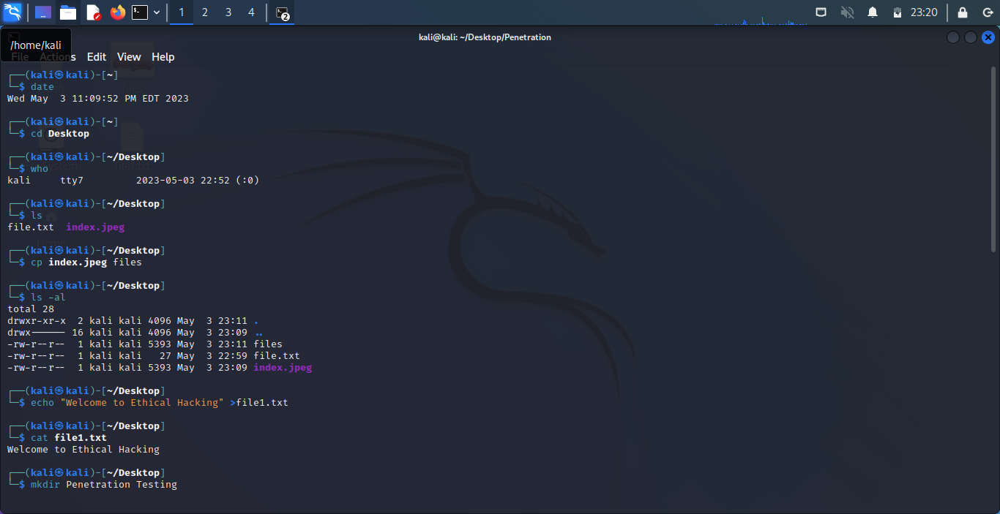 1 2 3 4 2 23:20
/home/kali
kali@kali: ~/Desktop/Penetration
File Actions Edit View Help
┌──(kali㉿kali)-[~]
└─$ date
Wed May  3 11:09:52 PM EDT 2023
┌──(kali㉿kali)-[~]
└─$ cd Desktop
┌──(kali㉿kali)-[~/Desktop]
└─$ who
kali     tty7         2023-05-03 22:52 (:0)
┌──(kali㉿kali)-[~/Desktop]
└─$ ls
file.txt  index.jpeg
┌──(kali㉿kali)-[~/Desktop]
└─$ cp index.jpeg files
┌──(kali㉿kali)-[~/Desktop]
└─$ ls -al
total 28
drwxr-xr-x  2 kali kali 4096 May  3 23:11 .
drwx------ 16 kali kali 4096 May  3 23:09 ..
-rw-r--r--  1 kali kali 5393 May  3 23:11 files
-rw-r--r--  1 kali kali   27 May  3 22:59 file.txt
-rw-r--r--  1 kali kali 5393 May  3 23:09 index.jpeg
┌──(kali㉿kali)-[~/Desktop]
└─$ echo "Welcome to Ethical Hacking" >file1.txt
┌──(kali㉿kali)-[~/Desktop]
└─$ cat file1.txt
Welcome to Ethical Hacking
┌──(kali㉿kali)-[~/Desktop]
└─$ mkdir Penetration Testing